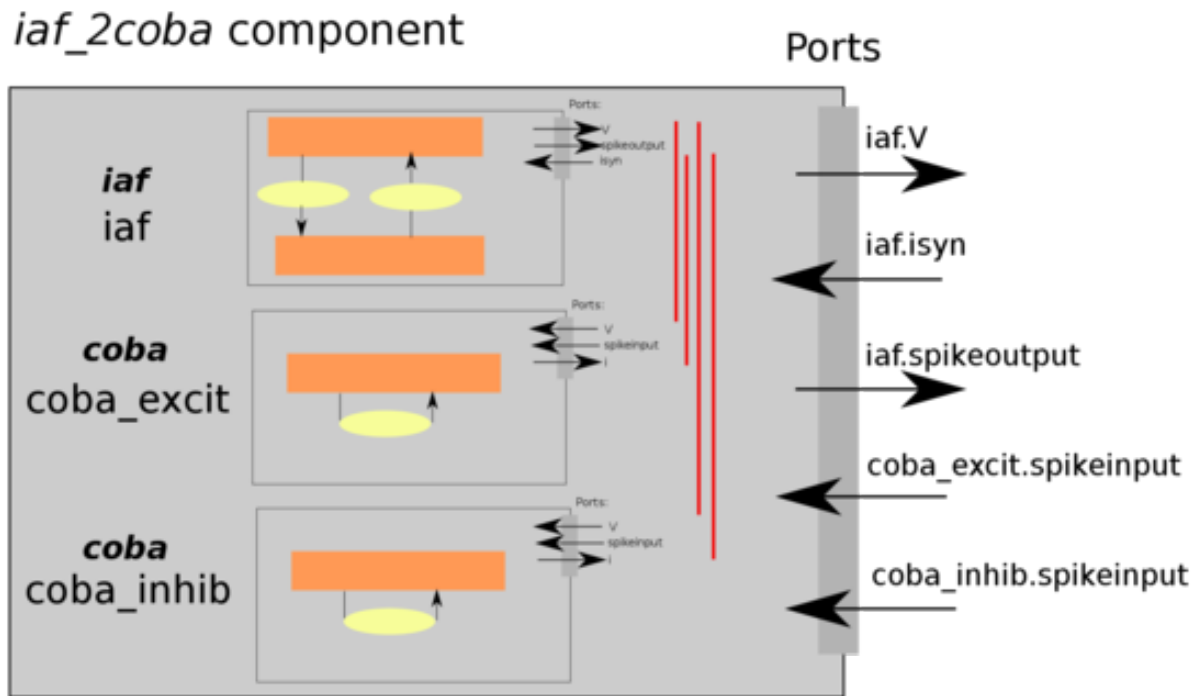 iaf_2coba component
Ports
iaf
iaf
Ports:
V
spikeoutput
Isyn
coba
coba_excit
Ports:
V
spikeinput
i
coba
coba_inhib
Ports:
V
spikeinput
i
iaf.V
iaf.isyn
iaf.spikeoutput
coba_excit.spikeinput
coba_inhib.spikeinput